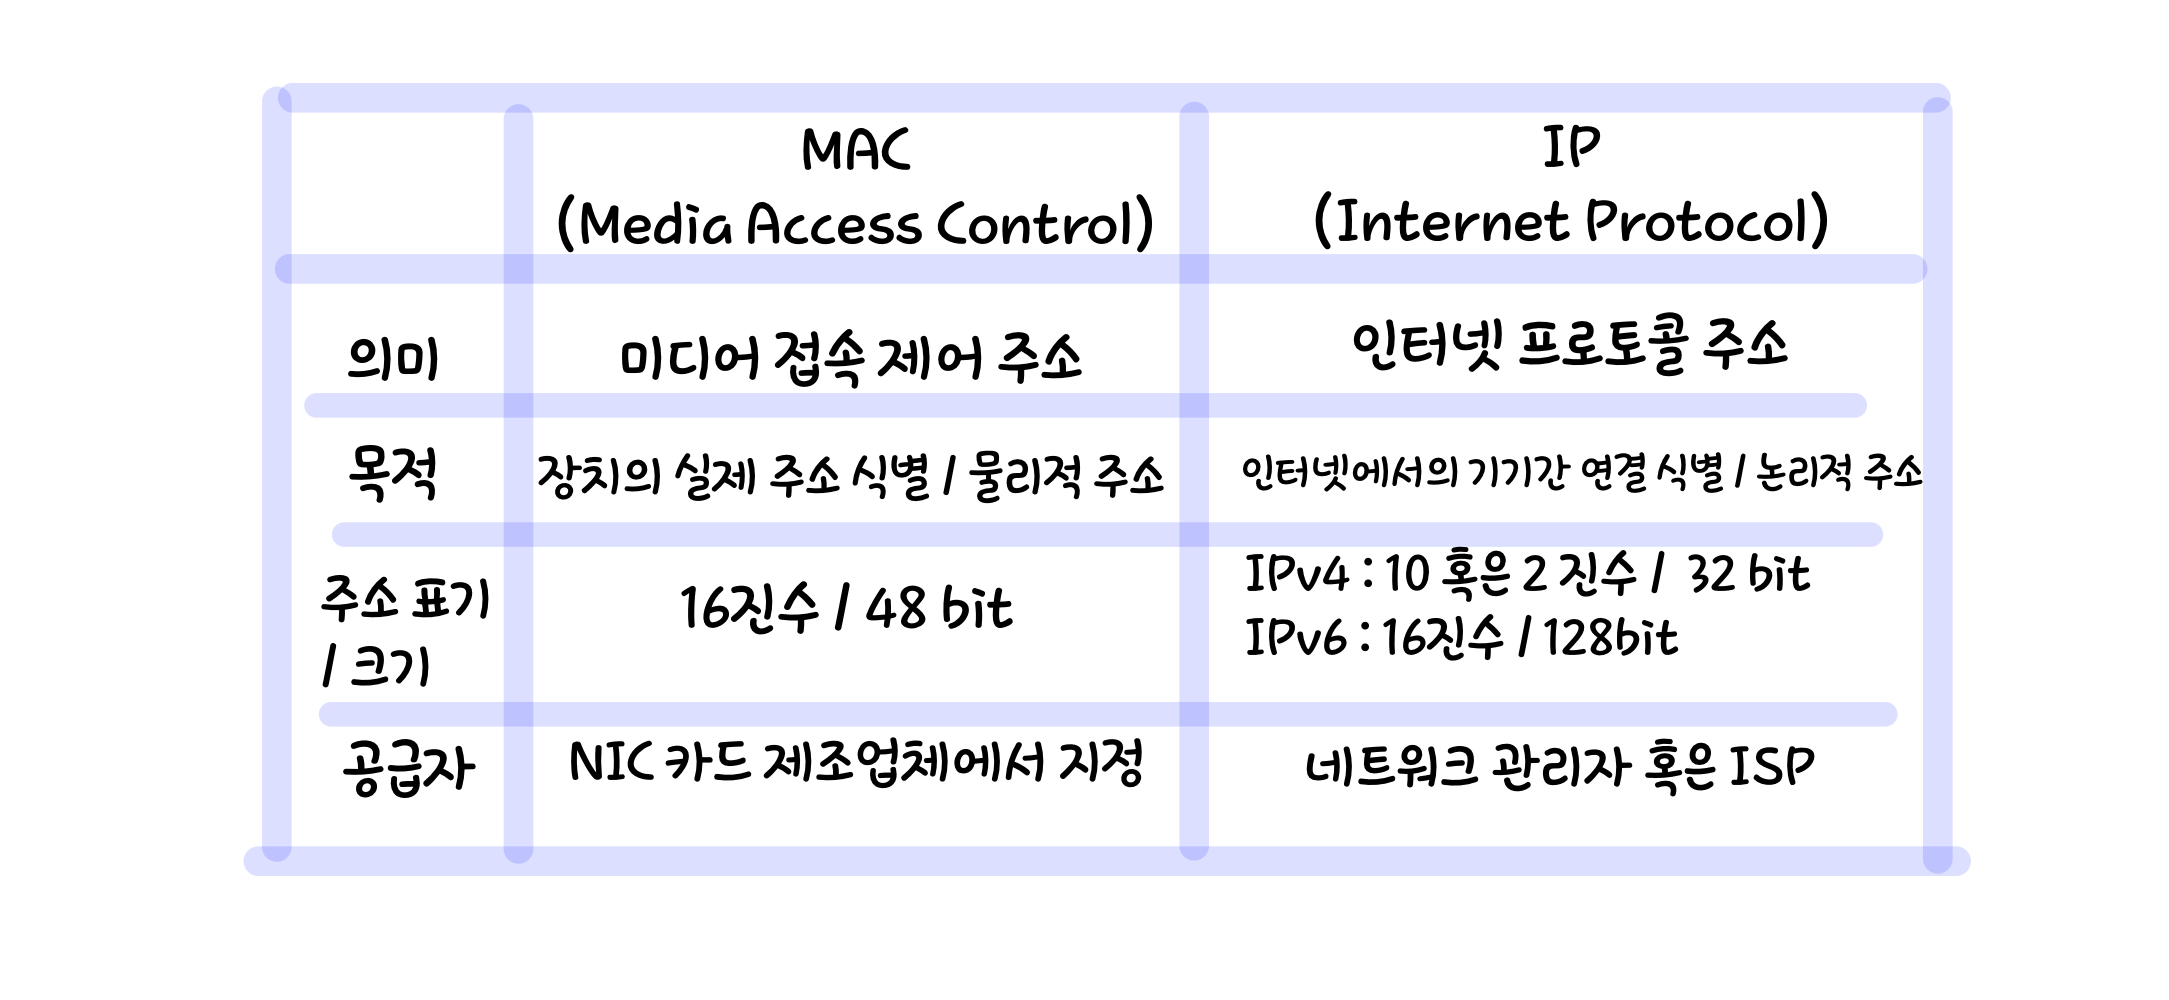 MAC
(Media Access Control)
IP
(Internet Protocol)
의미
미디어 접속 제어 주소
인터넷 프로토콜 주소
목적
장치의 실제 주소 식별 / 물리적 주소
인터넷에서의 기기간 연결 식별 / 논리적 주소
주소 표기
/ 크기
16진수 / 48 bit
IPv4 : 10 혹은 2 진수 / 32 bit
IPv6 : 16진수 / 128bit
공급자
NIC 카드 제조업체에서 지정
네트워크 관리자 혹은 ISP